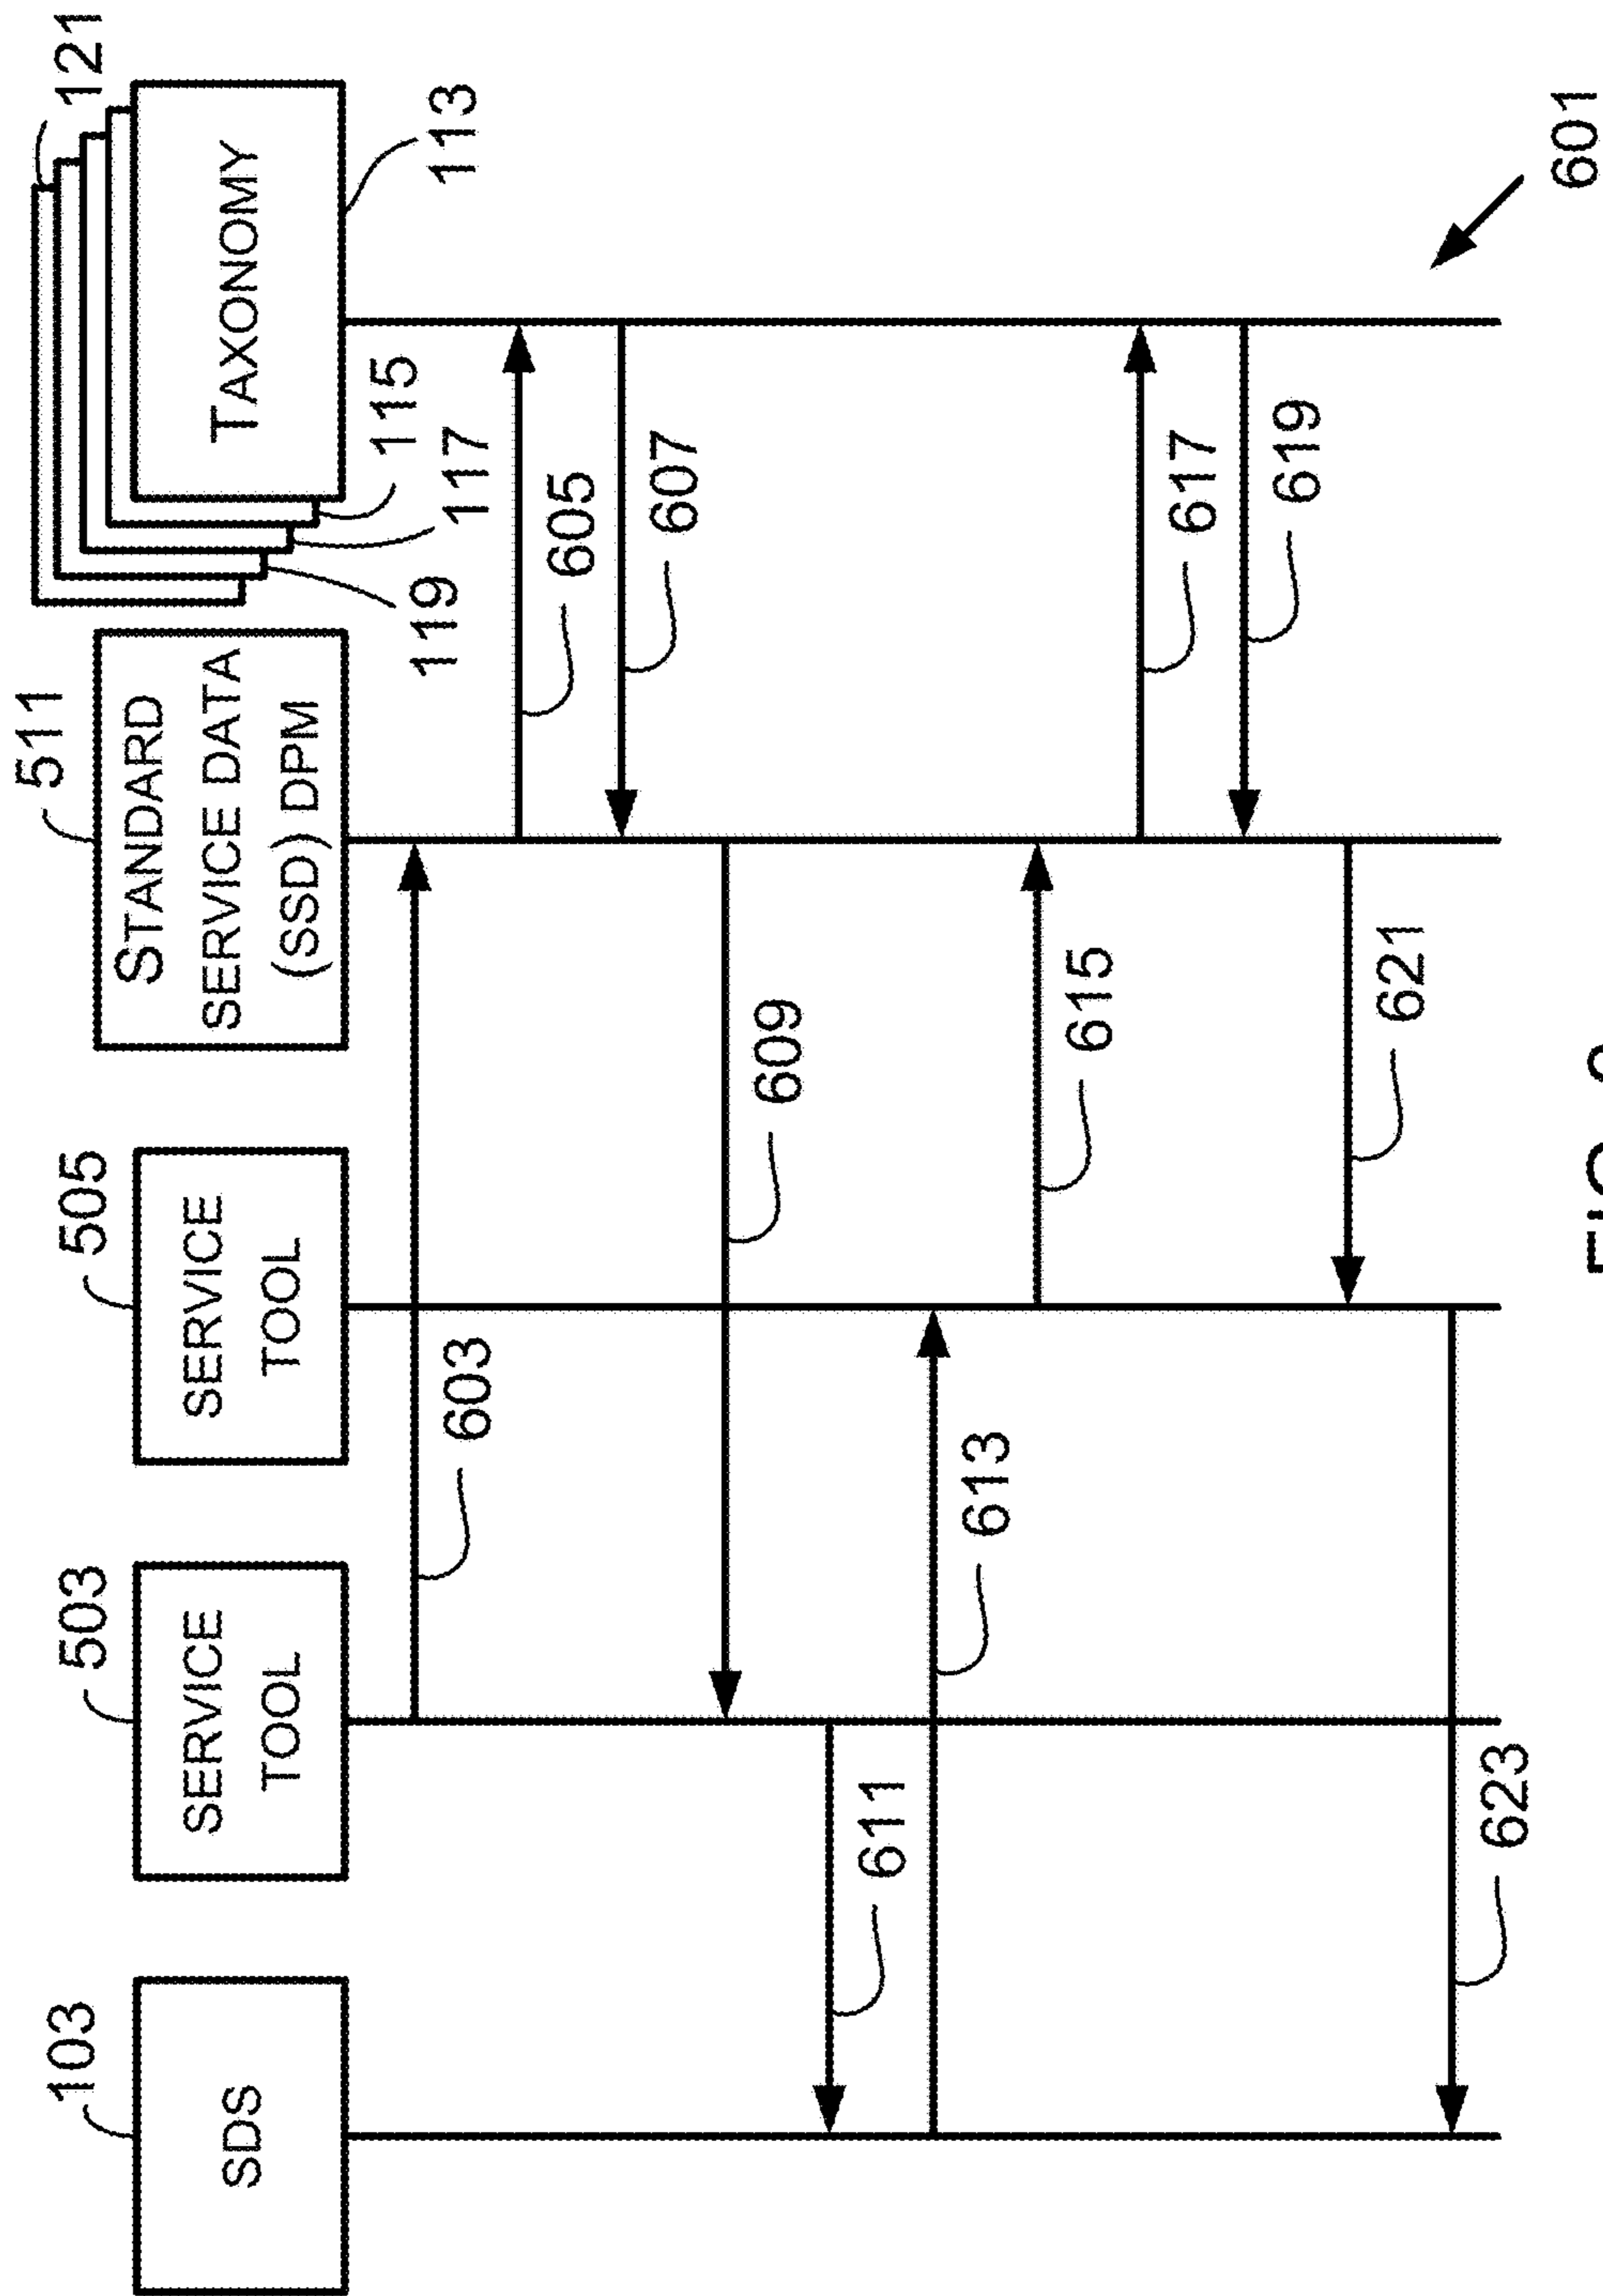 103
SDS
503
SERVICE
TOOL
505
SERVICE
TOOL
511
STANDARD
SERVICE DATA
(SSD) DPM
121
TAXONOMY
119
117
115
113
603
605
607
609
611
613
615
617
619
621
623
601
FIG.